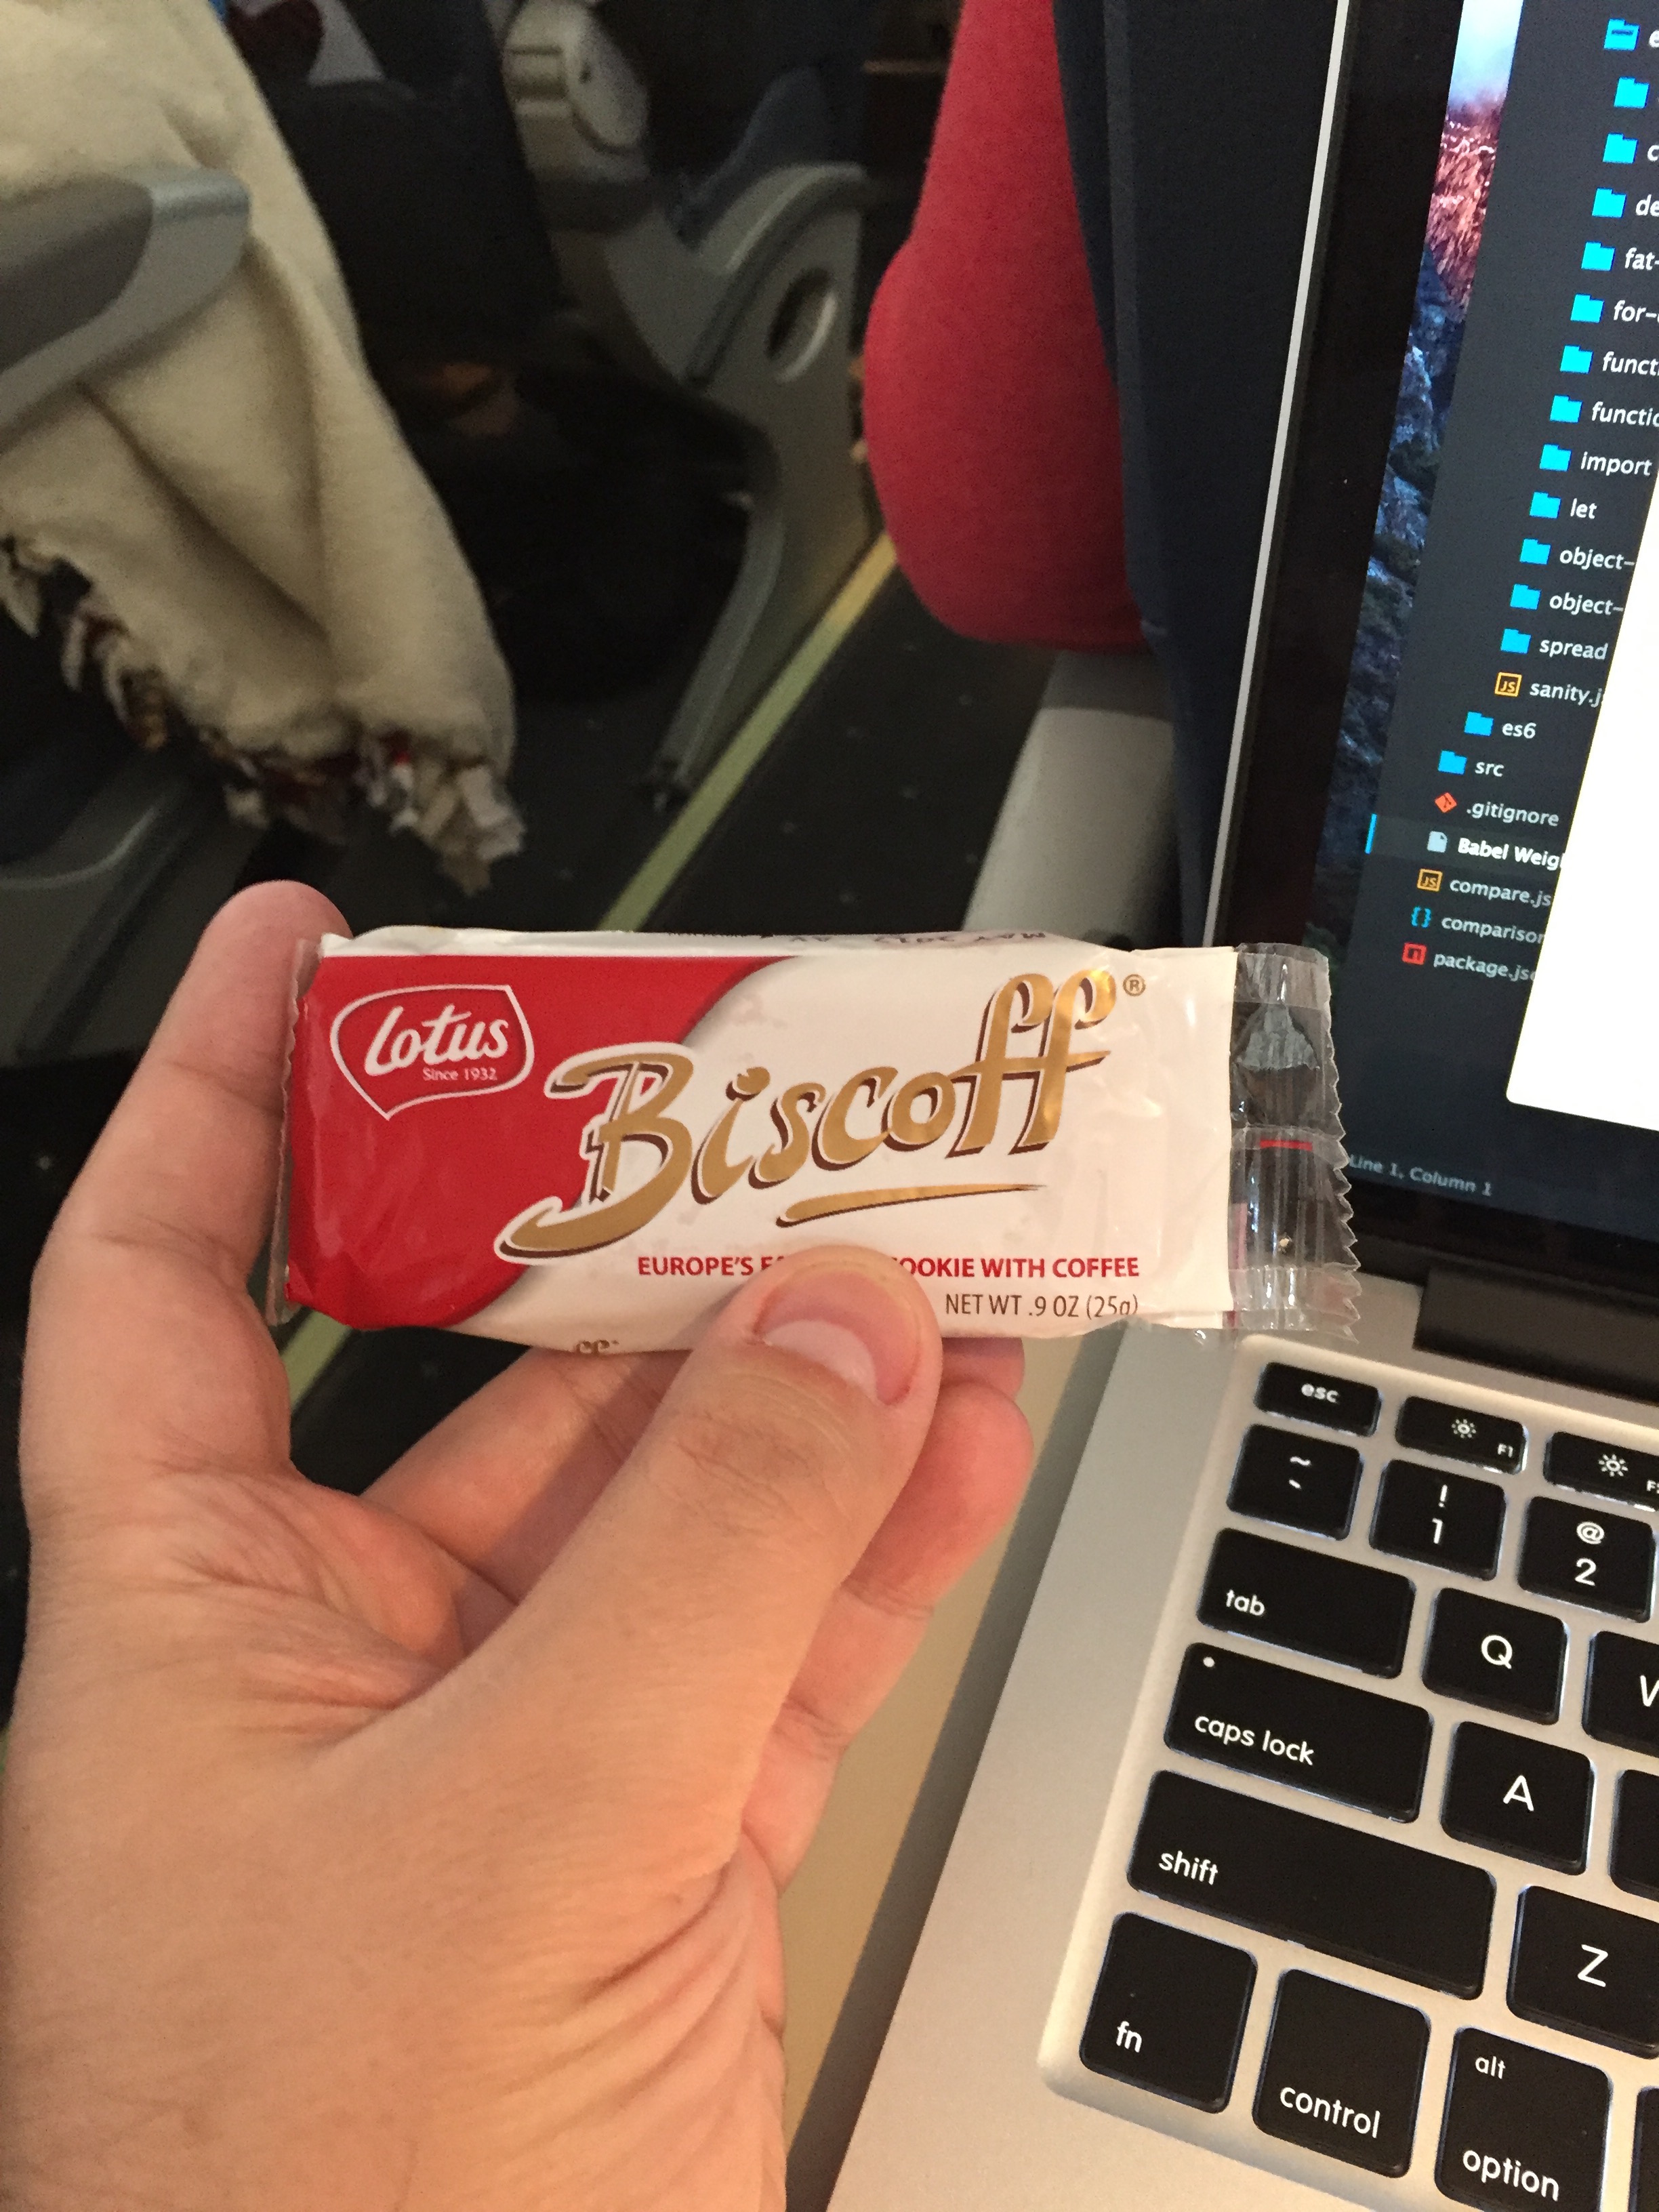 e
c
de
fat-
for-
funct
functio
import
let
object-
object-
spread
sanity.j
es6
src
.gitignore
Babel Weig
compare.js
comparison
package.js
Line 1, Column 1
Lotus
Since 1932
Biscoff®
EUROPE'S COOKIE WITH COFFEE
NET WT .9 OZ (25g)
esc
F1
~
!
1
@
2
tab
Q
W
caps lock
A
shift
Z
fn
control
alt
option